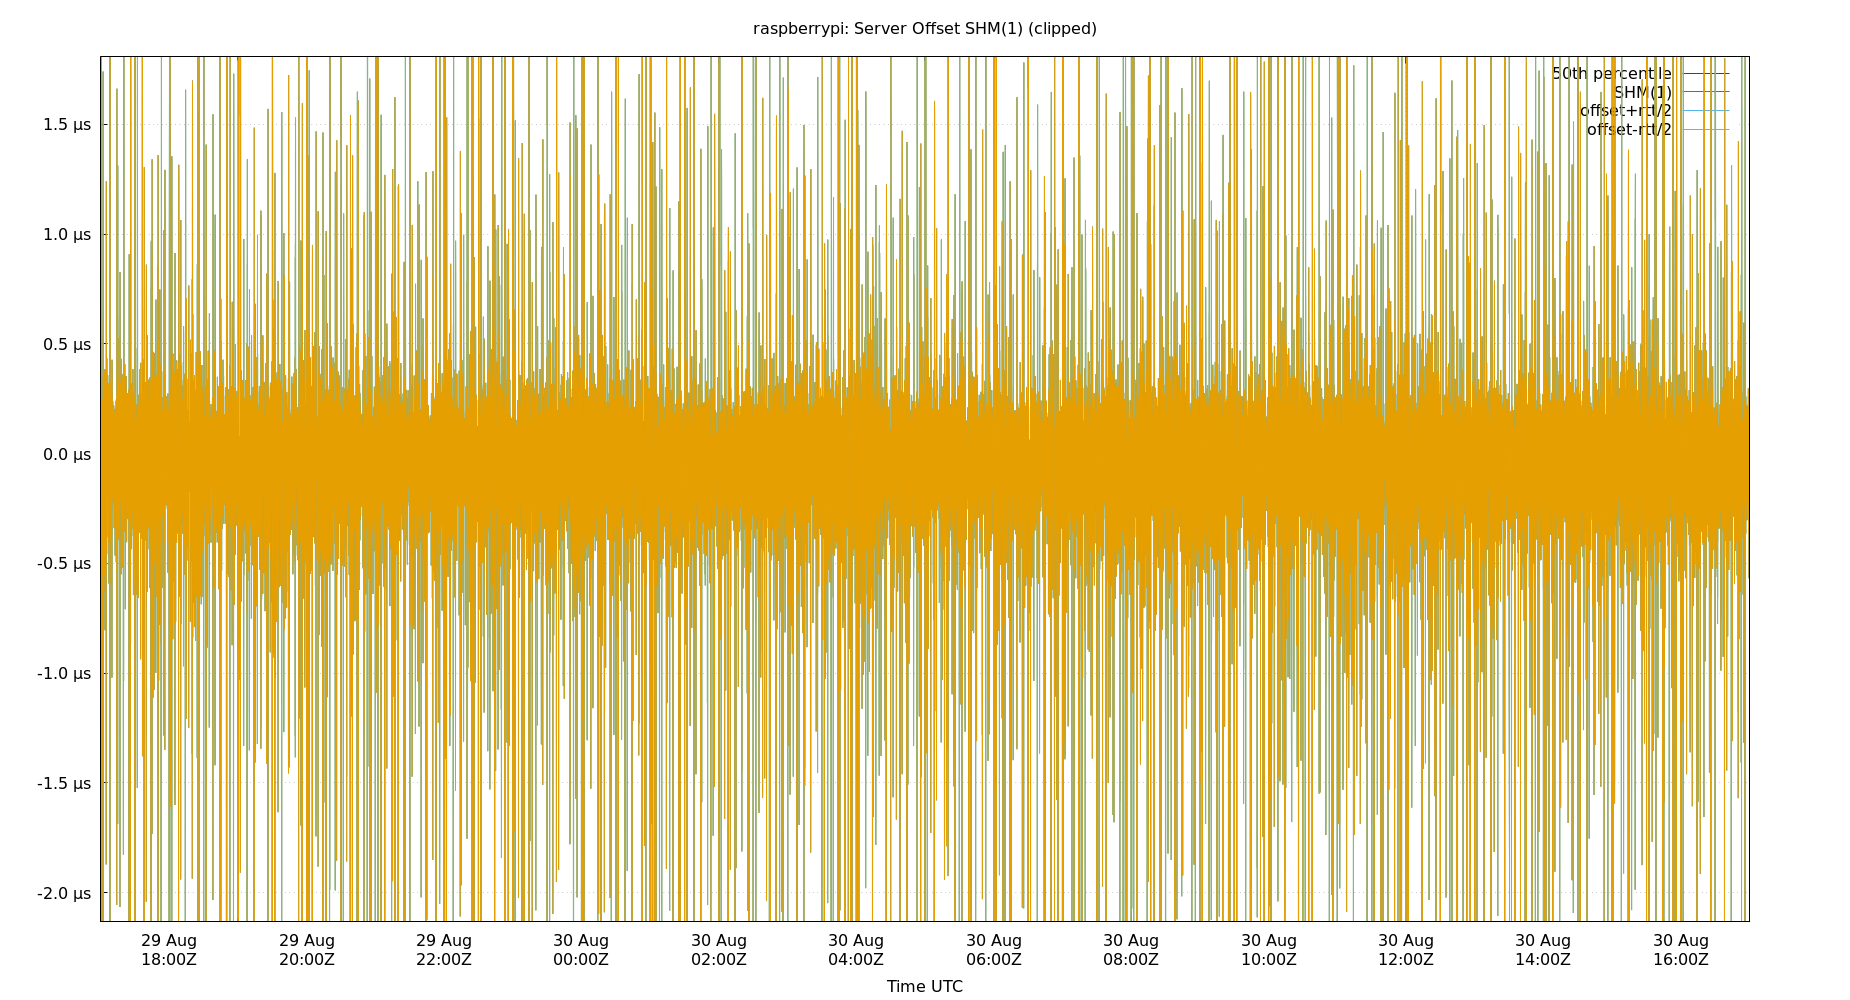 raspberrypi: Server Offset SHM(1) (clipped)
50th percentile
SHM(1)
offset+rtt/2
offset-rtt/2
1.5 µs
1.0 µs
0.5 µs
0.0 µs
-0.5 µs
-1.0 µs
-1.5 µs
-2.0 µs
29 Aug 29 Aug 29 Aug 30 Aug 30 Aug 30 Aug 30 Aug 30 Aug 30 Aug 30 Aug 30 Aug 30 Aug
18:00Z 20:00Z 22:00Z 00:00Z 02:00Z 04:00Z 06:00Z 08:00Z 10:00Z 12:00Z 14:00Z 16:00Z
Time UTC